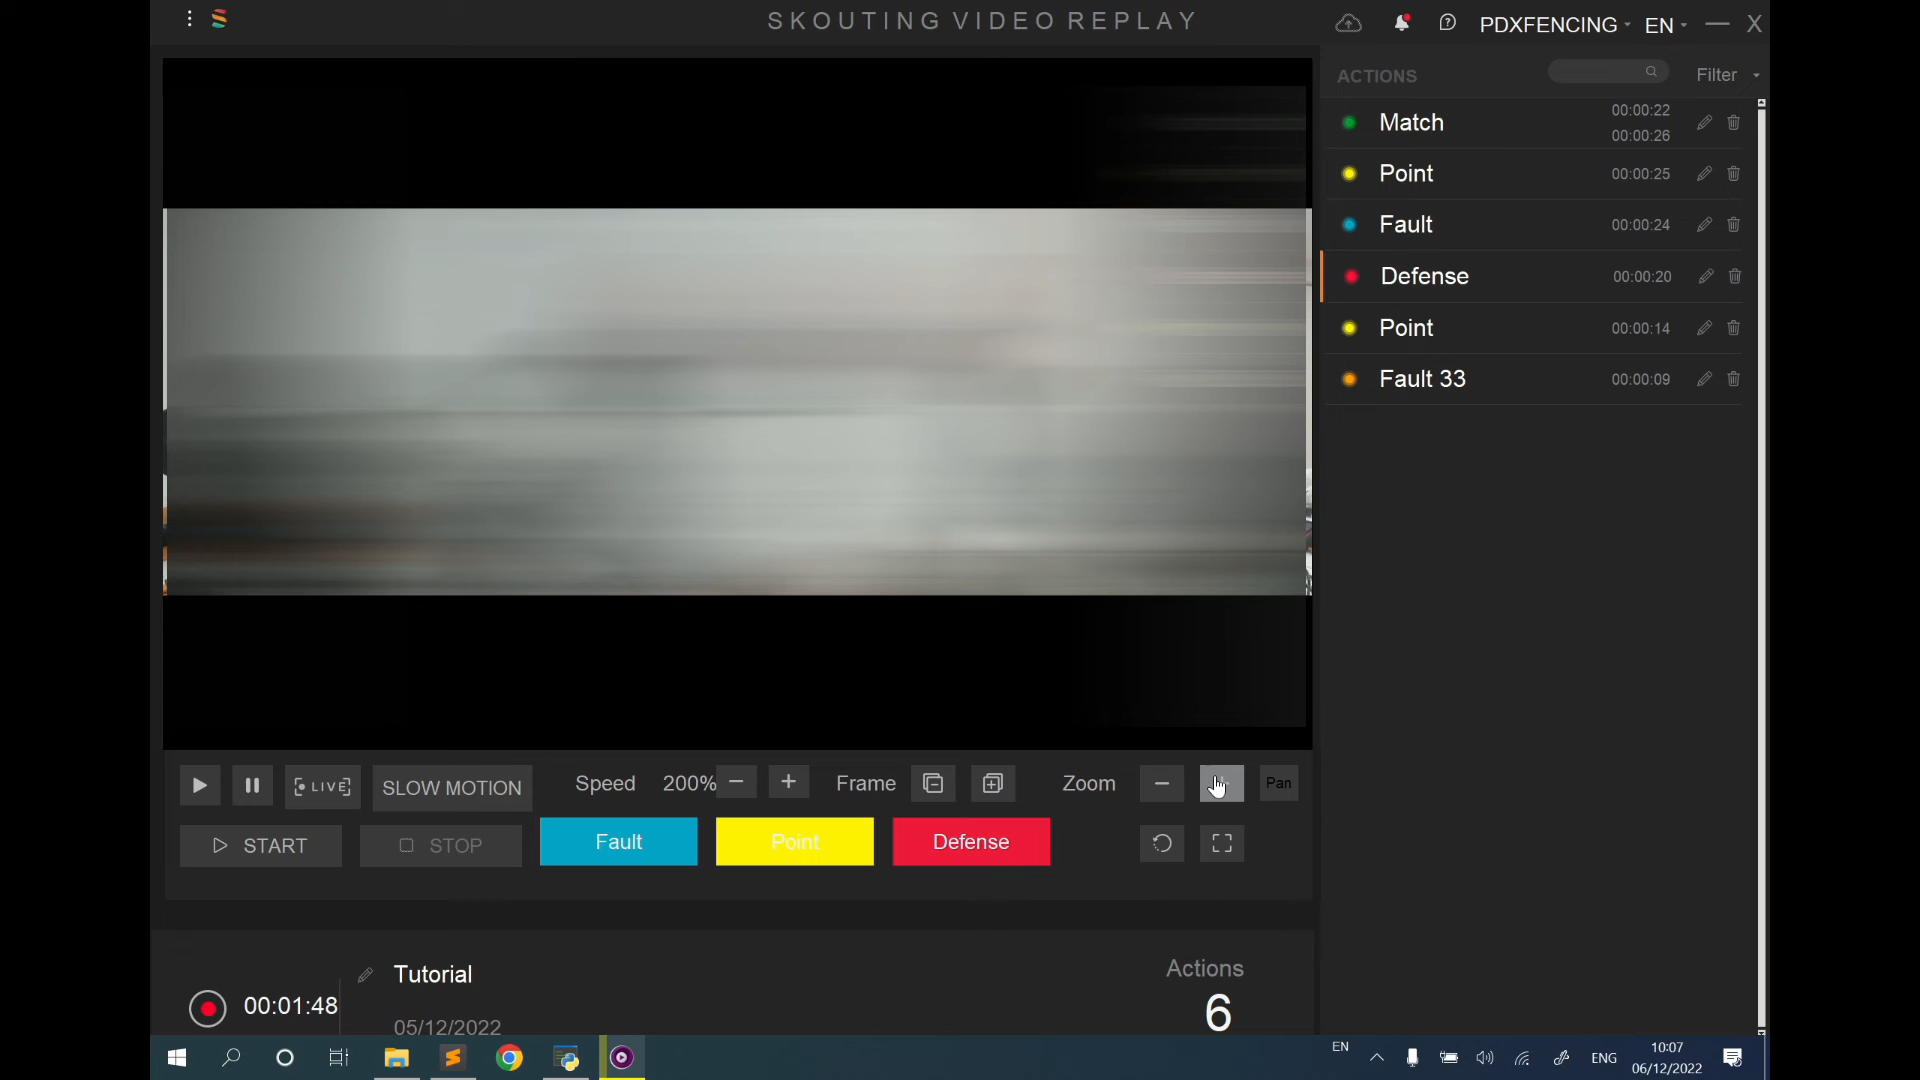 SKOUTING VIDEO REPLAY
PDXFENCING
EN
X
ACTIONS
Filter
Match
00:00:22
00:00:26
Point
00:00:25
Fault
00:00:24
Defense
00:00:20
Point
00:00:14
Fault 33
00:00:09
LIVE
SLOW MOTION
Speed
200%
Frame
Zoom
Pan
START
STOP
Fault
Point
Defense
00:01:48
Tutorial
05/12/2022
Actions
6
EN
ENG
10:07
06/12/2022